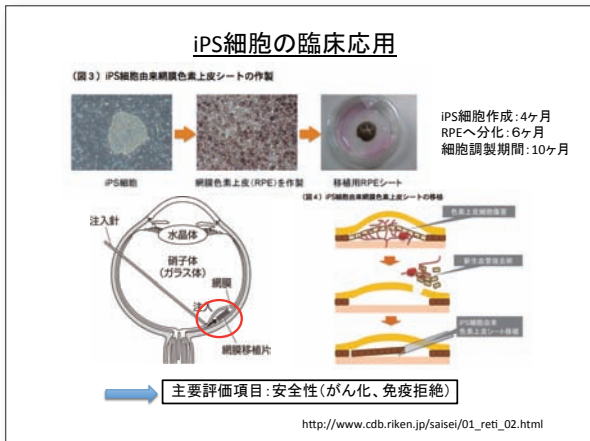 iPS細胞の臨床応用
(図3)iPS細胞由来網膜色素上皮シートの作製
iPS細胞
網膜色素上皮(RPE)を作製
移植用RPEシート
iPS細胞作成：4ヶ月
RPEへ分化：6ヶ月
細胞調製期間：10ヶ月
注入針
水晶体
硝子体
(ガラス体)
網膜
注入
網膜移植片
(図4)iPS細胞由来網膜色素上皮シートの移植
色素上皮細胞傷害
新生血管抜去術
iPS細胞由来
色素上皮シート移植
主要評価項目：安全性(がん化、免疫拒絶)
http://www.cdb.riken.jp/saisei/01_reti_02.html